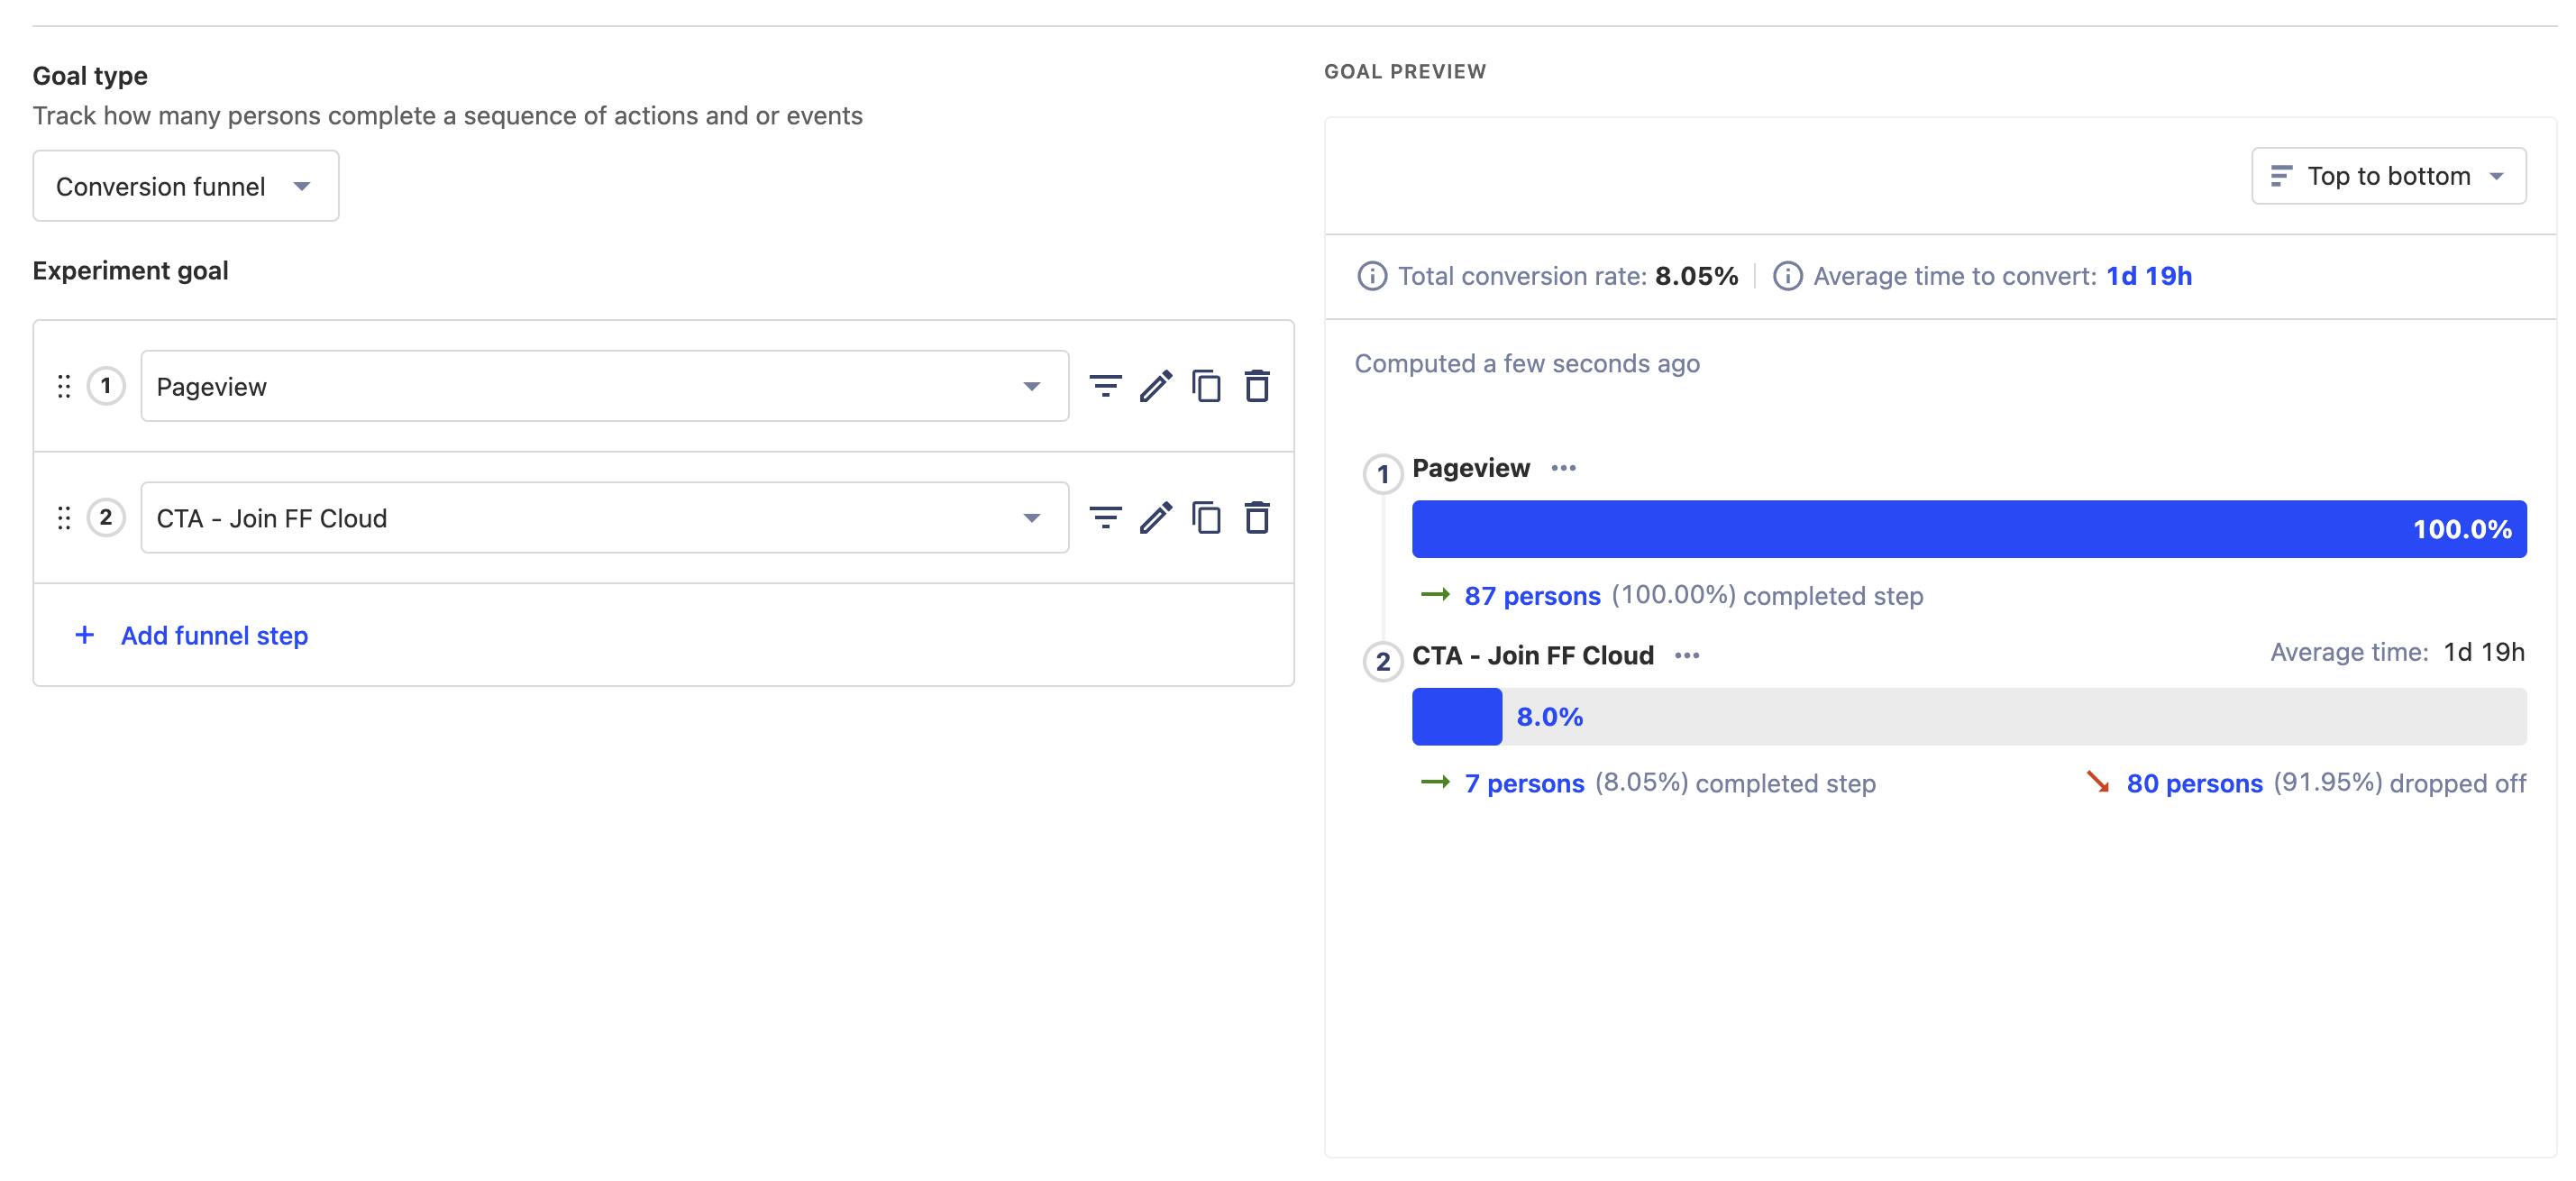 Goal type
Track how many persons complete a sequence of actions and or events
Conversion funnel
Experiment goal
1 Pageview
2 CTA - Join FF Cloud
+ Add funnel step
GOAL PREVIEW
Top to bottom
Total conversion rate: 8.05% Average time to convert: 1d 19h
Computed a few seconds ago
1 Pageview
100.0%
87 persons (100.00%) completed step
2 CTA - Join FF Cloud Average time: 1d 19h
8.0%
7 persons (8.05%) completed step 80 persons (91.95%) dropped off